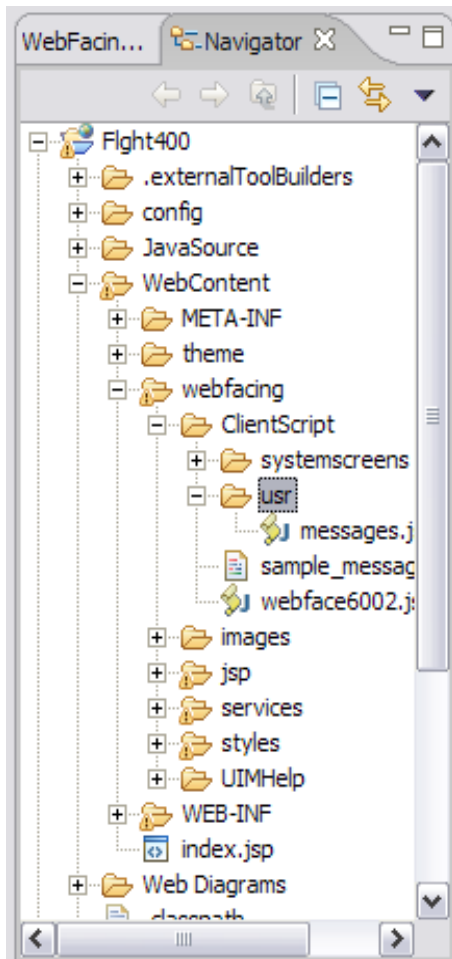 WebFacin... Navigator
Flght400
.externalToolBuilders
config
JavaSource
WebContent
META-INF
theme
webfacing
ClientScript
systemscreens
usr
messages.j
sample_messag
webface6002.j
images
jsp
services
styles
UIMHelp
WEB-INF
index.jsp
Web Diagrams
.classpath